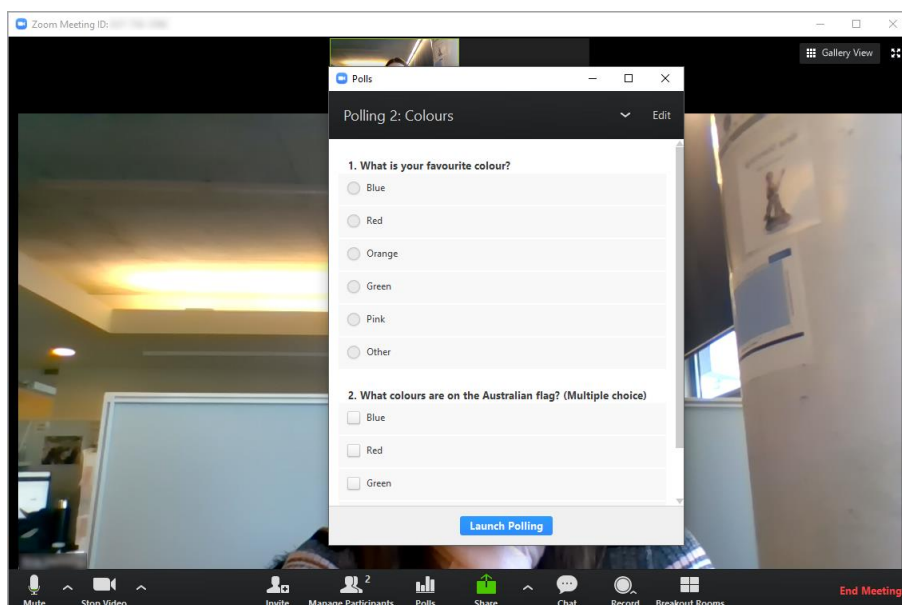 Zoom Meeting ID:
Gallery View
Polls
Polling 2: Colours
Edit
1. What is your favourite colour?
Blue
Red
Orange
Green
Pink
Other
2. What colours are on the Australian flag? (Multiple choice)
Blue
Red
Green
Launch Polling
2
Mute
Stop Video
Invite
Manage Participants
Polls
Share
Chat
Record
Breakout Rooms
End Meeting